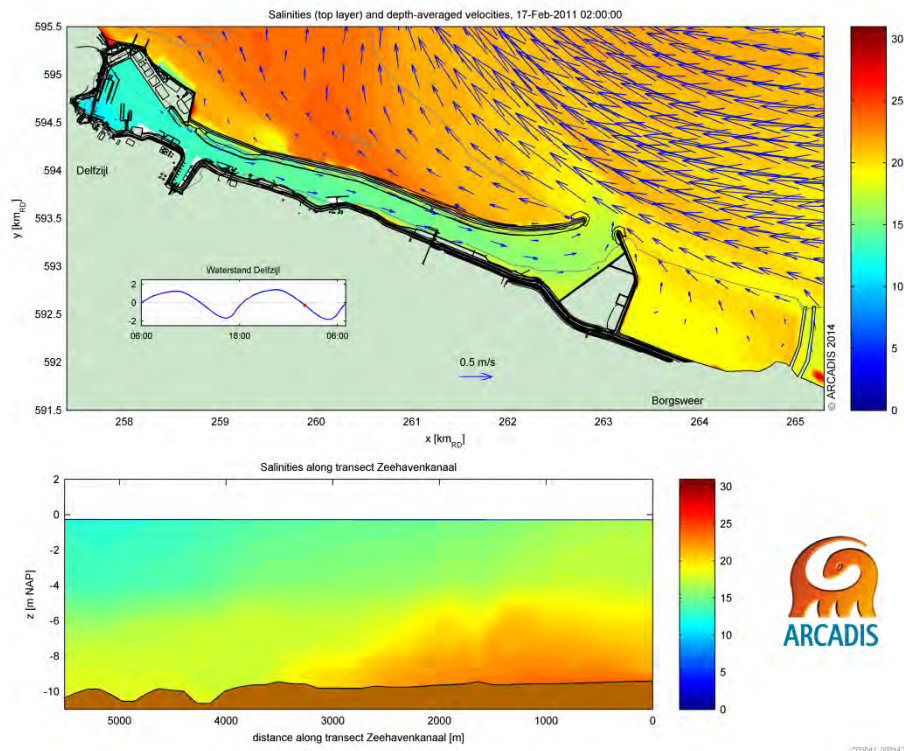 Salinities (top layer) and depth-averaged velocities, 17-Feb-2011 02:00:00
595.5
595
594.5
594
593.5
593
592.5
592
591.5
y [km_RD]
Delfzijl
Waterstand Delfzijl
2
0
-2
06:00 18:00 06:00
0.5 m/s
Borgsweer
© ARCADIS 2014
258 259 260 261 262 263 264 265
x [km_RD]
30
25
20
15
10
5
0
Salinities along transect Zeehavenkanaal
2
0
-2
-4
-6
-8
-10
z [m NAP]
5000 4000 3000 2000 1000 0
distance along transect Zeehavenkanaal [m]
30
25
20
15
10
5
0
ARCADIS